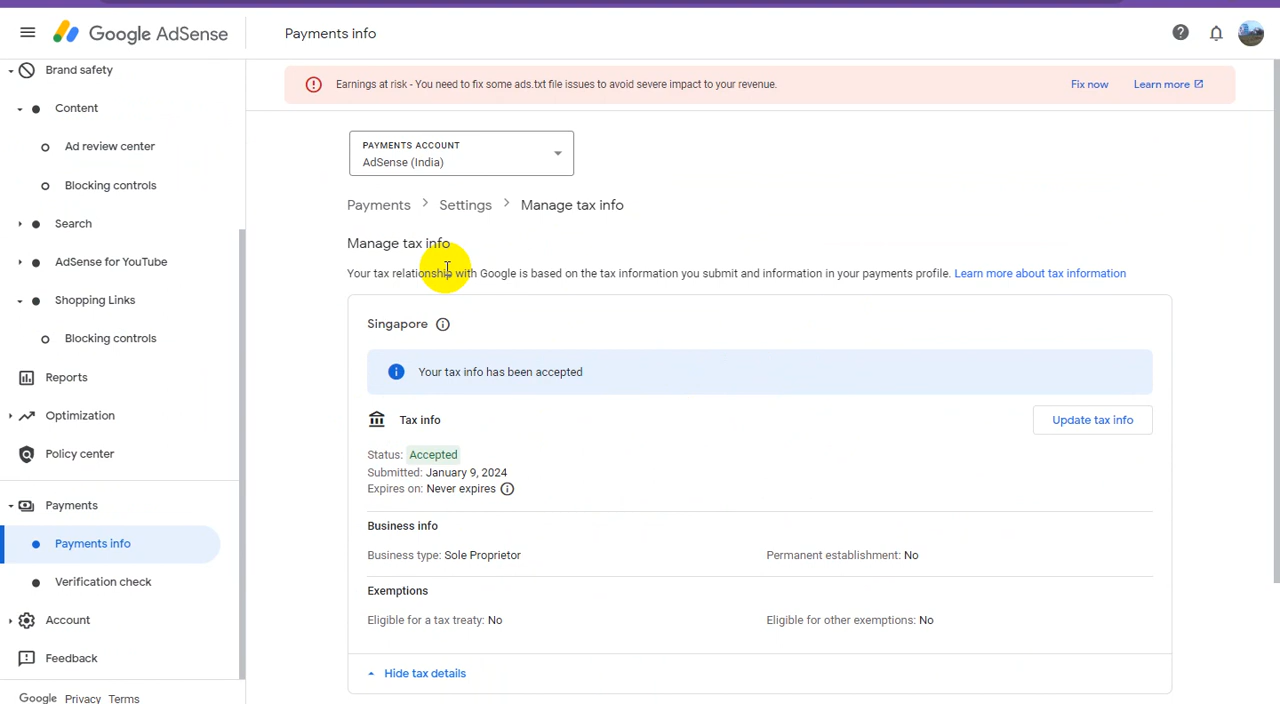 Google AdSense
Payments info
Brand safety
Content
Ad review center
Blocking controls
Search
AdSense for YouTube
Shopping Links
Blocking controls
Reports
Optimization
Policy center
Payments
Payments info
Verification check
Account
Feedback
Google Privacy Terms
Earnings at risk - You need to fix some ads.txt file issues to avoid severe impact to your revenue. Fix now Learn more
PAYMENTS ACCOUNT
AdSense (India)
Payments > Settings > Manage tax info
Manage tax info
Your tax relationship with Google is based on the tax information you submit and information in your payments profile. Learn more about tax information
Singapore
Your tax info has been accepted
Tax info Update tax info
Status: Accepted
Submitted: January 9, 2024
Expires on: Never expires
Business info
Business type: Sole Proprietor Permanent establishment: No
Exemptions
Eligible for a tax treaty: No Eligible for other exemptions: No
Hide tax details